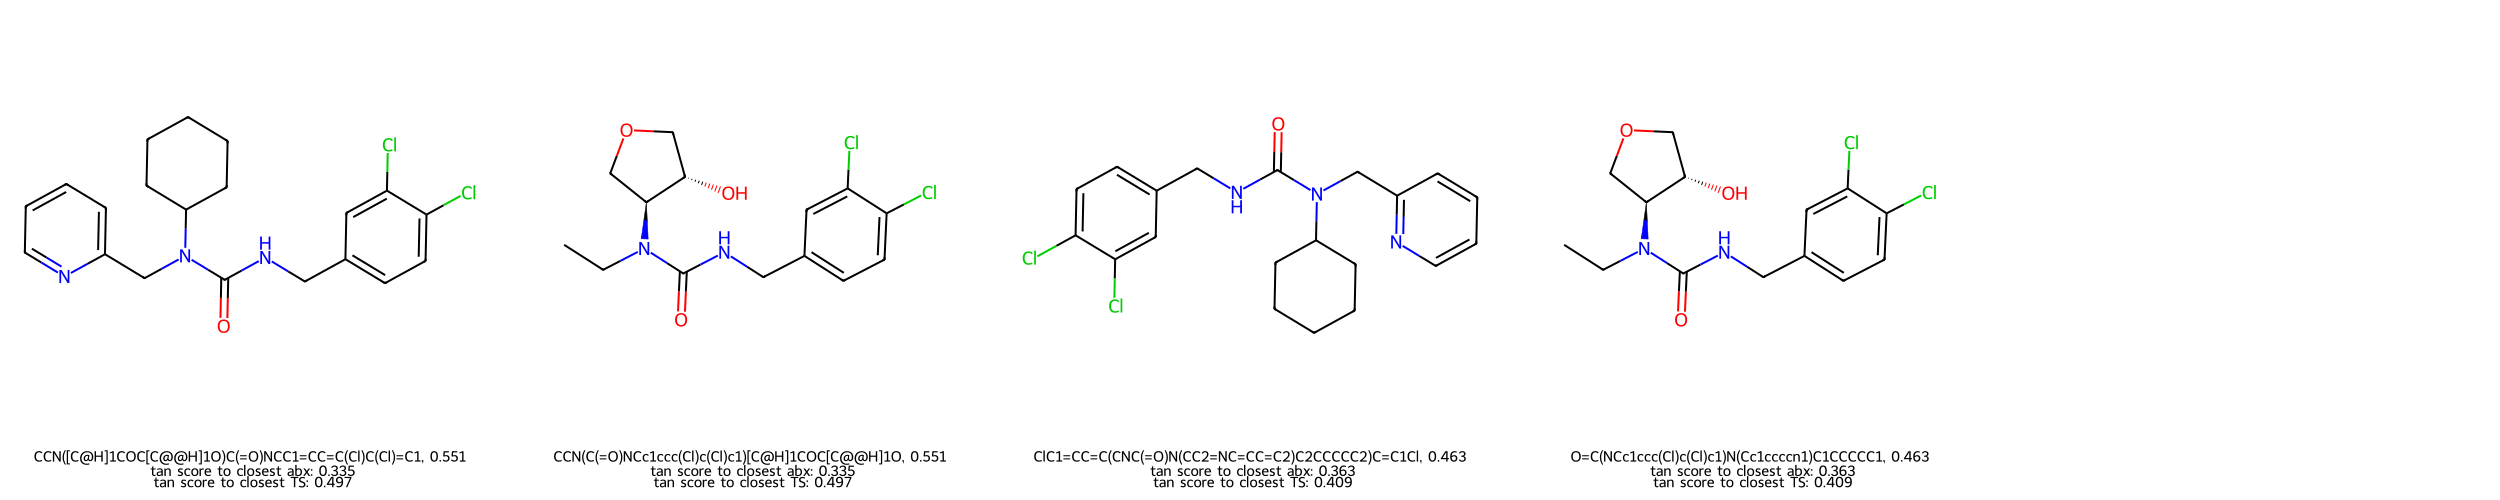 Cl
Cl
N
N
H
N
O
O
OH
N
H
N
O
Cl
Cl
O
N
H
N
N
Cl
Cl
O
OH
N
H
N
O
Cl
Cl
CCN([C@H]1COC[C@@H]1O)C(=O)NCC1=CC=C(Cl)C(Cl)=C1, 0.551
tan score to closest abx: 0.335
tan score to closest TS: 0.497
CCN(C(=O)NCc1ccc(Cl)c(Cl)c1)[C@H]1COC[C@@H]1O, 0.551
tan score to closest abx: 0.335
tan score to closest TS: 0.497
ClC1=CC=C(CNC(=O)N(CC2=NC=CC=C2)C2CCCCC2)C=C1Cl, 0.463
tan score to closest abx: 0.363
tan score to closest TS: 0.409
O=C(NCc1ccc(Cl)c(Cl)c1)N(Cc1ccccn1)C1CCCCC1, 0.463
tan score to closest abx: 0.363
tan score to closest TS: 0.409